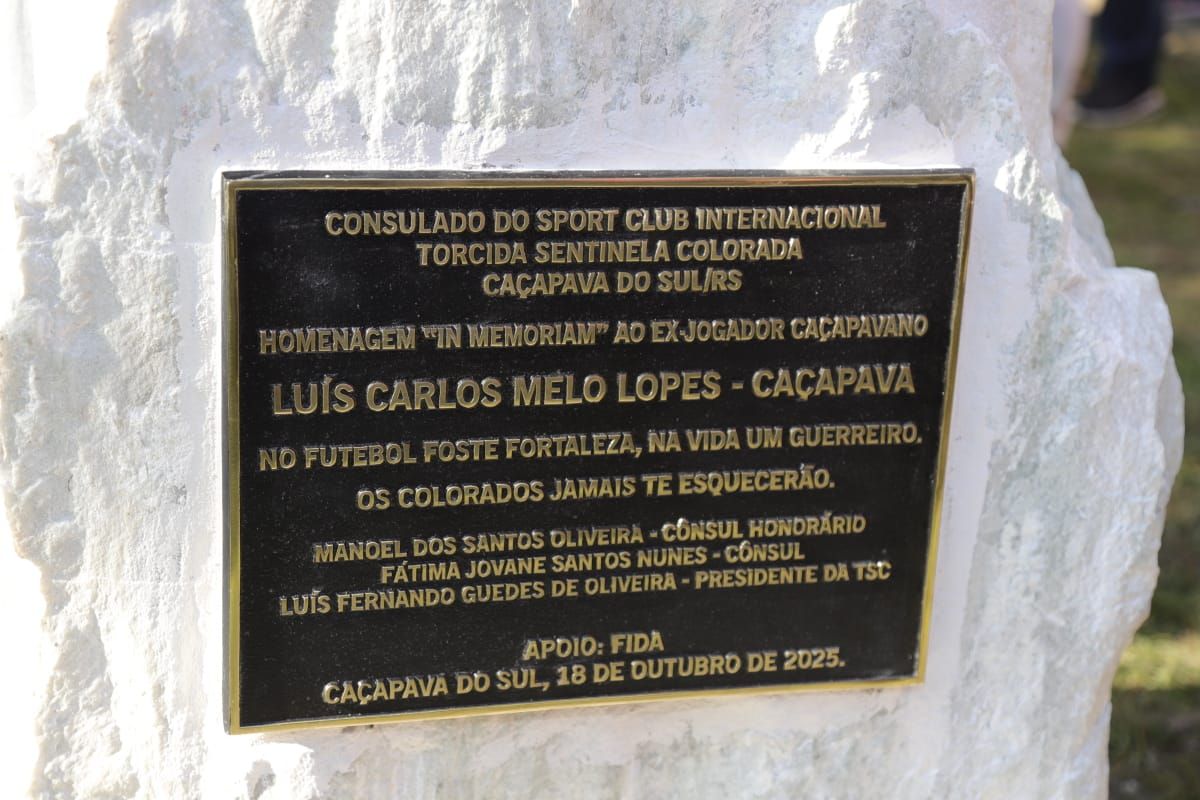 CONSULADO DO SPORT CLUB INTERNACIONAL
TORCIDA SENTINELA COLORADA
CAÇAPAVA DO SUL/RS
HOMENAGEM "IN MEMORIAM" AO EX-JOGADOR CAÇAPAVANO
LUÍS CARLOS MELO LOPES - CAÇAPAVA
NO FUTEBOL FOSTE FORTALEZA, NA VIDA UM GUERREIRO.
OS COLORADOS JAMAIS TE ESQUECERÃO.
MANOEL DOS SANTOS OLIVEIRA - CÔNSUL HONORÁRIO
FÁTIMA JOVANE SANTOS NUNES - CÔNSUL
LUÍS FERNANDO GUEDES DE OLIVEIRA - PRESIDENTE DA TSC
APOIO: FIDA
CAÇAPAVA DO SUL, 18 DE OUTUBRO DE 2025.